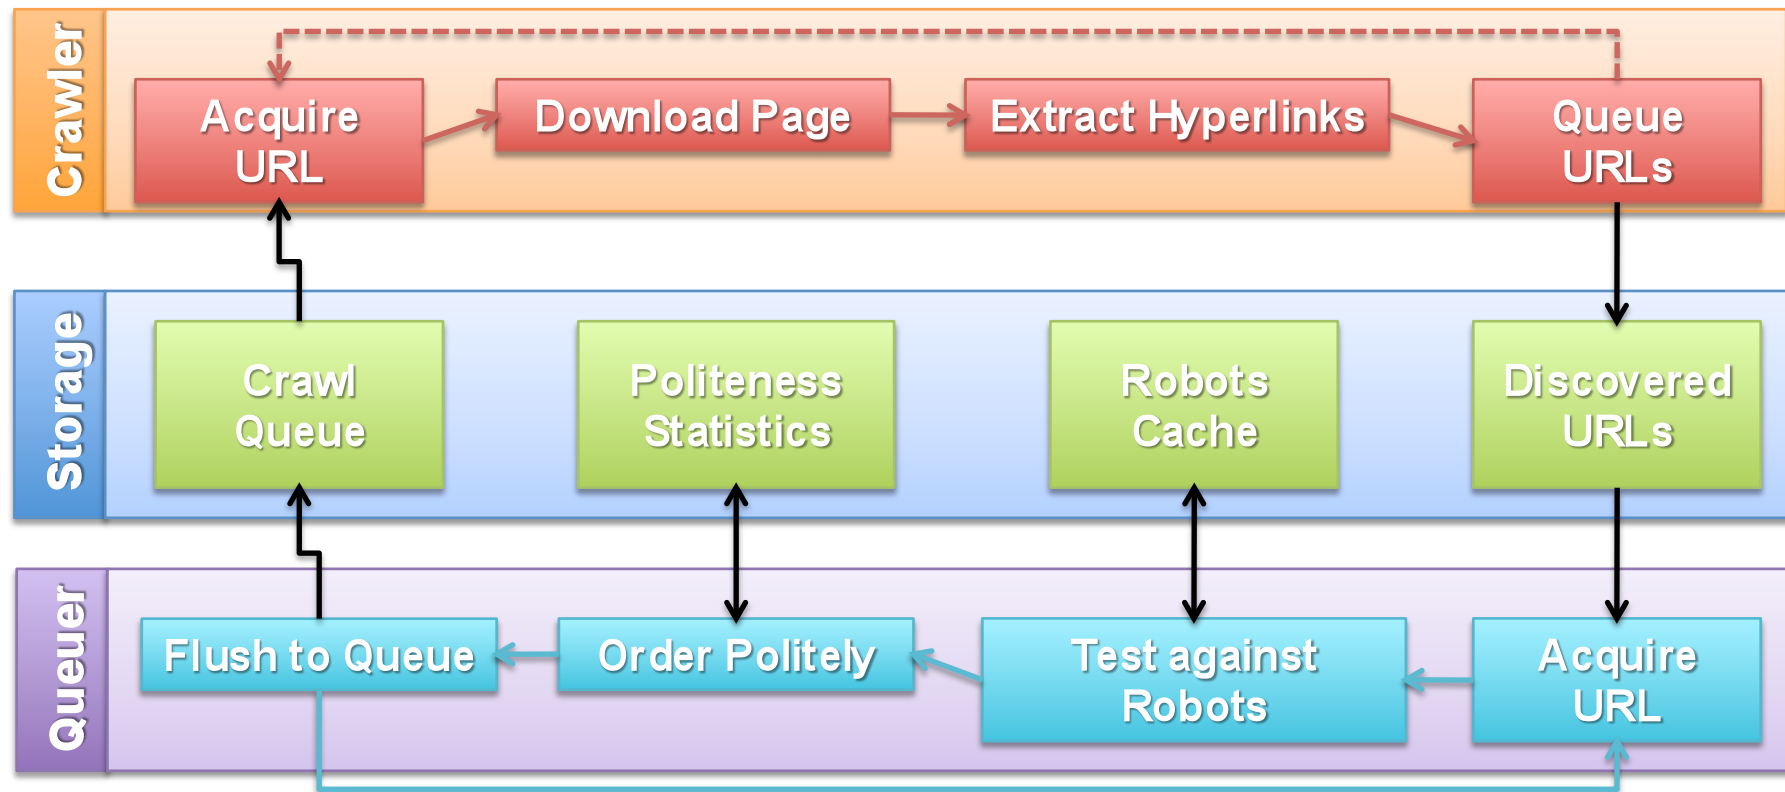 Crawler
Acquire
URL
Download Page
Extract Hyperlinks
Queue
URLs
Storage
Crawl
Queue
Politeness
Statistics
Robots
Cache
Discovered
URLs
Queuer
Flush to Queue
Order Politely
Test against
Robots
Acquire
URL